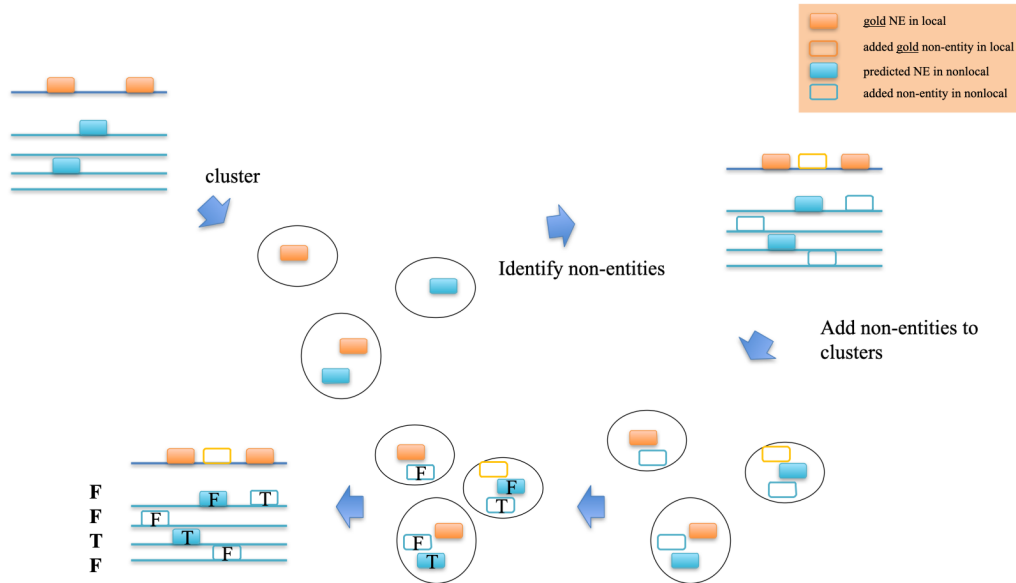 gold NE in local
added gold non-entity in local
predicted NE in nonlocal
added non-entity in nonlocal
cluster
Identify non-entities
Add non-entities to
clusters
F
F
T
F
F
T
F
T
F
F
F
T
F
T